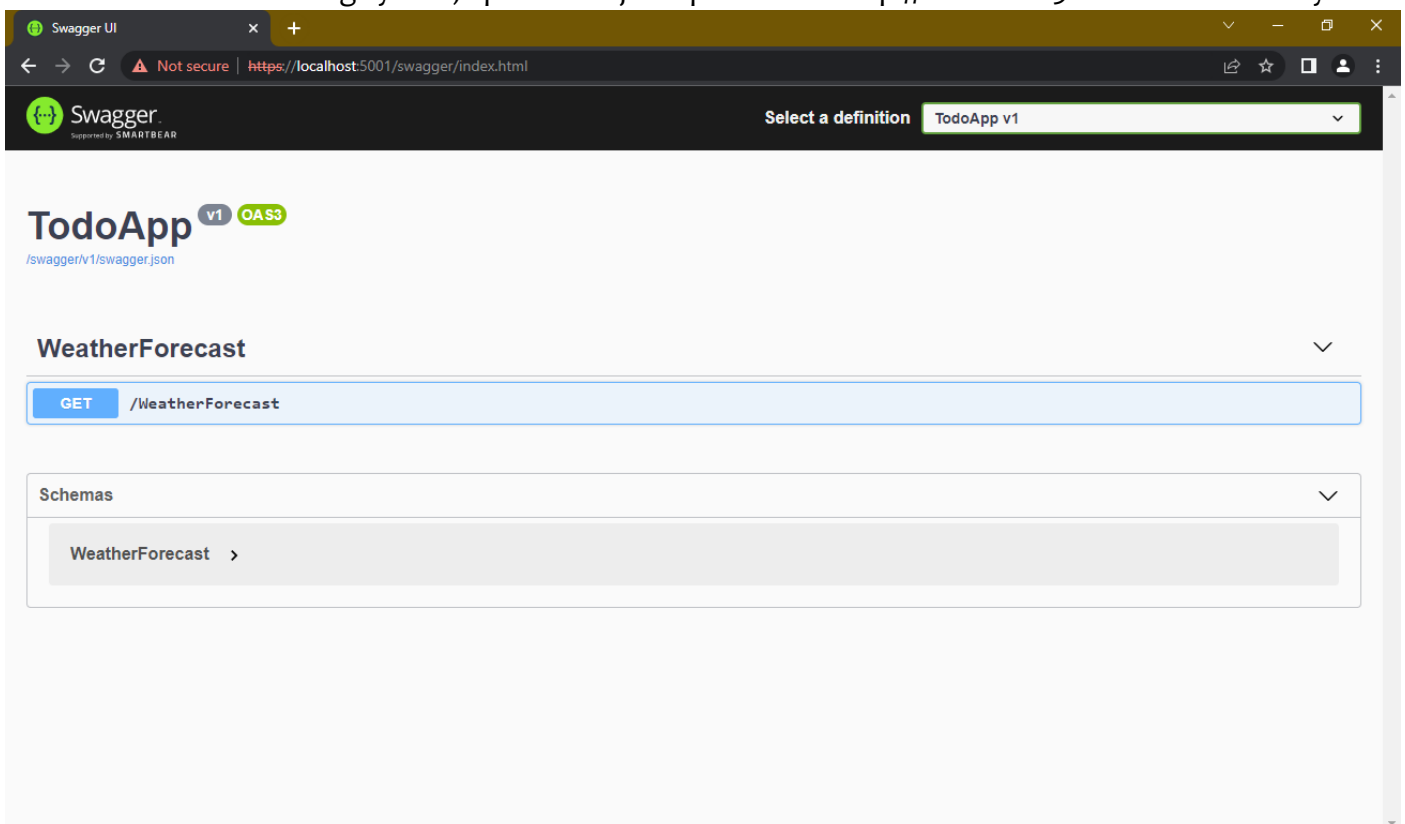 Swagger UI
Not secure | https://localhost:5001/swagger/index.html
Swagger.
Supported by SMARTBEAR
Select a definition
TodoApp v1
TodoApp v1 OAS3
/swagger/v1/swagger.json
WeatherForecast
GET /WeatherForecast
Schemas
WeatherForecast